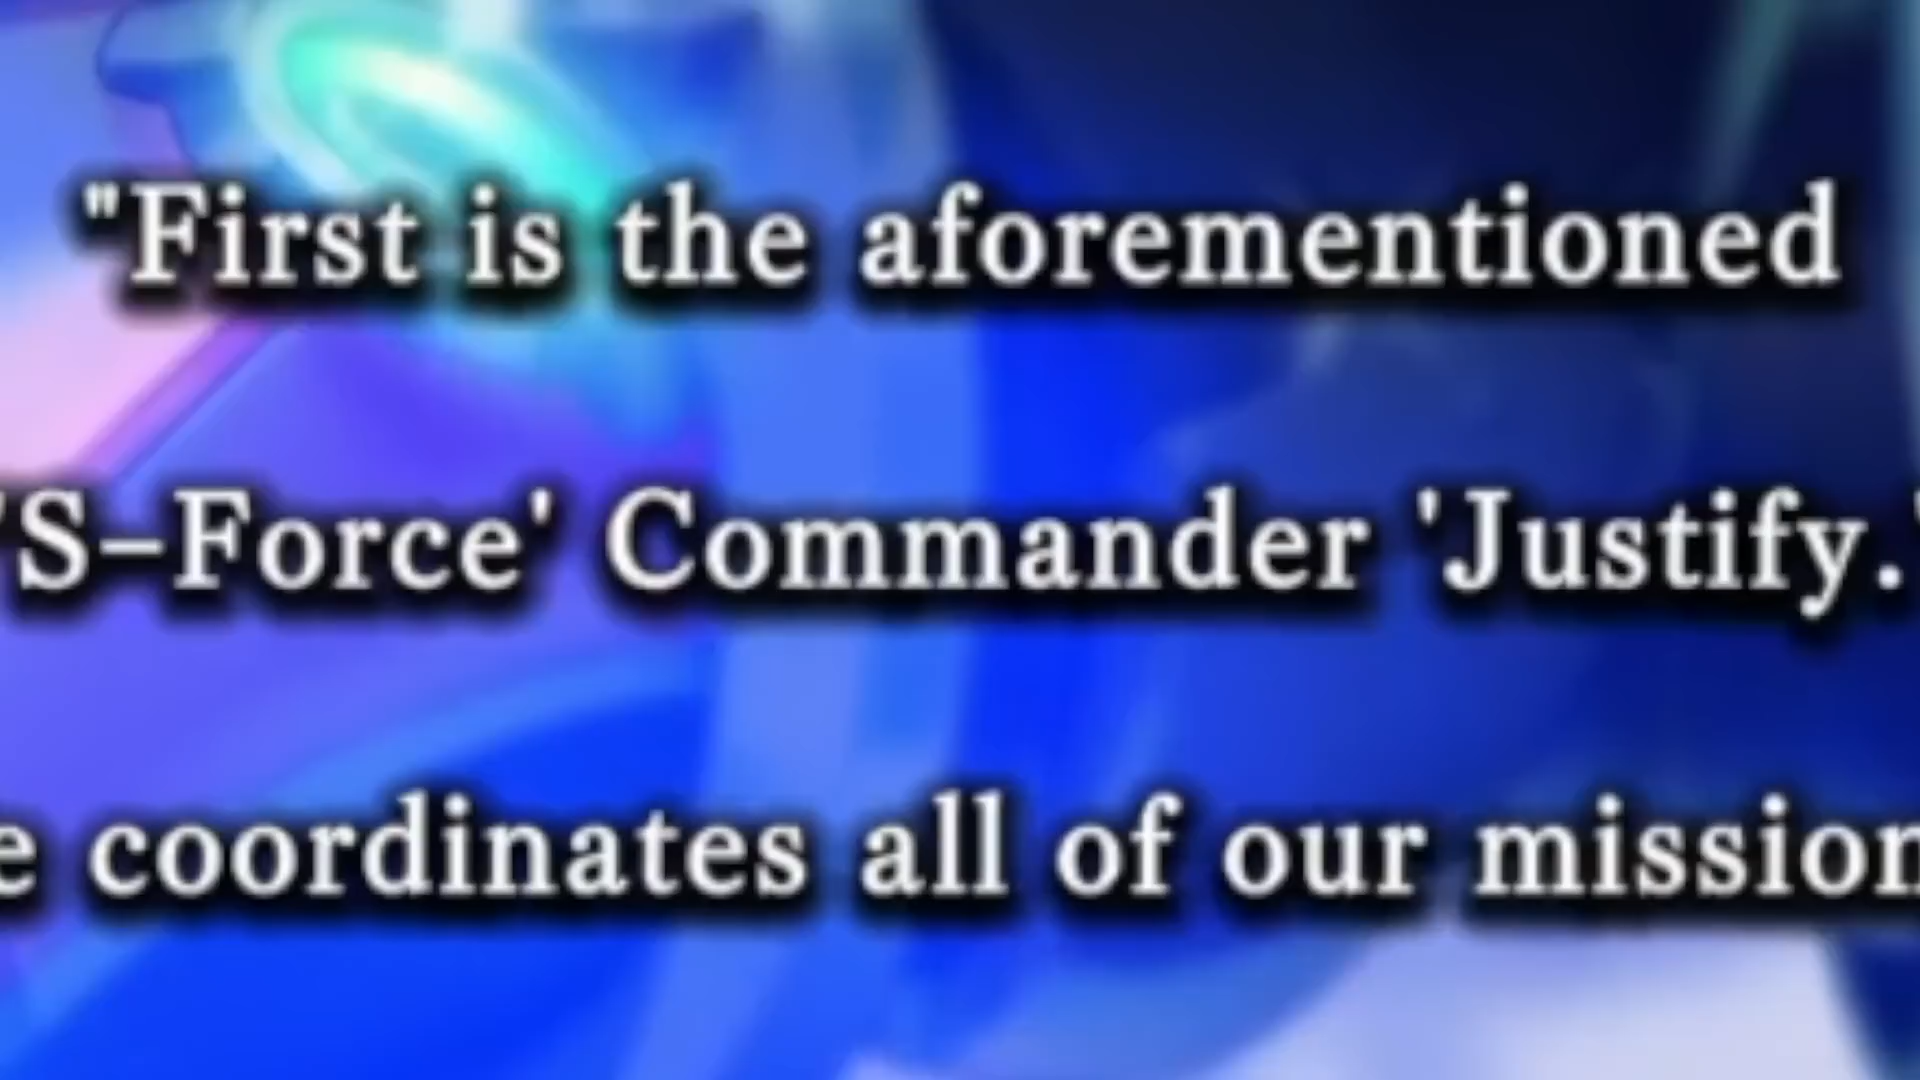 "First is the aforementioned
'S–Force' Commander 'Justify.'
e coordinates all of our mission